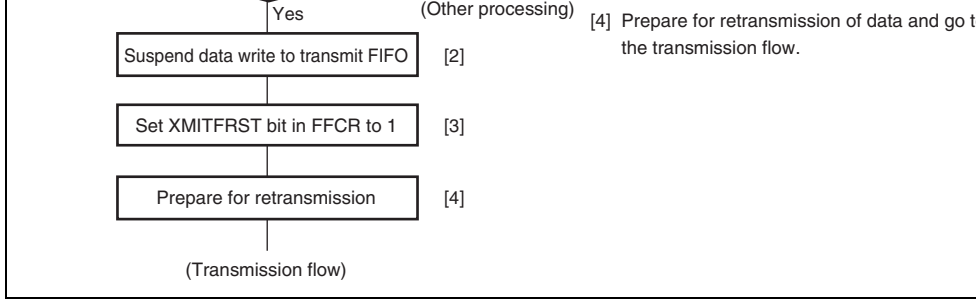 Yes
(Other processing)
[4] Prepare for retransmission of data and go t
the transmission flow.
Suspend data write to transmit FIFO [2]
Set XMITFRST bit in FFCR to 1 [3]
Prepare for retransmission [4]
(Transmission flow)